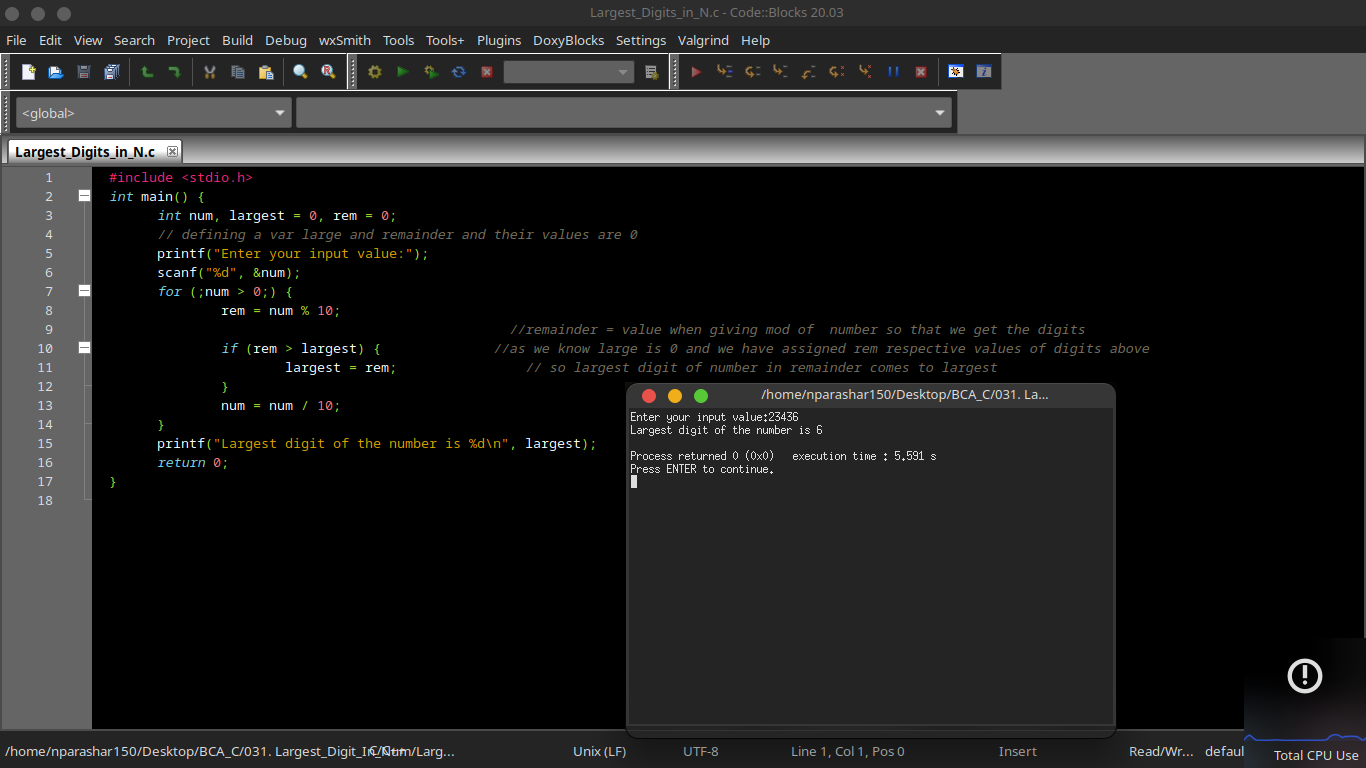 Largest_Digits_in_N.c - Code::Blocks 20.03
File Edit View Search Project Build Debug wxSmith Tools Tools+ Plugins DoxyBlocks Settings Valgrind Help
<global>
Largest_Digits_in_N.c
1 #include <stdio.h>
2 int main() {
3 int num, largest = 0, rem = 0;
4 // defining a var large and remainder and their values are 0
5 printf("Enter your input value:");
6 scanf("%d", &num);
7 for (;num > 0;) {
8 rem = num % 10;
9 //remainder = value when giving mod of  number so that we get the digits
10 if (rem > largest) { //as we know large is 0 and we have assigned rem respective values of digits above
11 largest = rem; // so largest digit of number in remainder comes to largest
12 }
13 num = num / 10;
14 }
15 printf("Largest digit of the number is %d\n", largest);
16 return 0;
17 }
18
/home/nparashar150/Desktop/BCA_C/031. La...
Enter your input value:23436
Largest digit of the number is 6
Process returned 0 (0x0)   execution time : 5.591 s
Press ENTER to continue.
/home/nparashar150/Desktop/BCA_C/031. Largest_Digit_In_Num/Larg... C/C++ Unix (LF) UTF-8 Line 1, Col 1, Pos 0 Insert Read/Wr... defaul
Total CPU Use